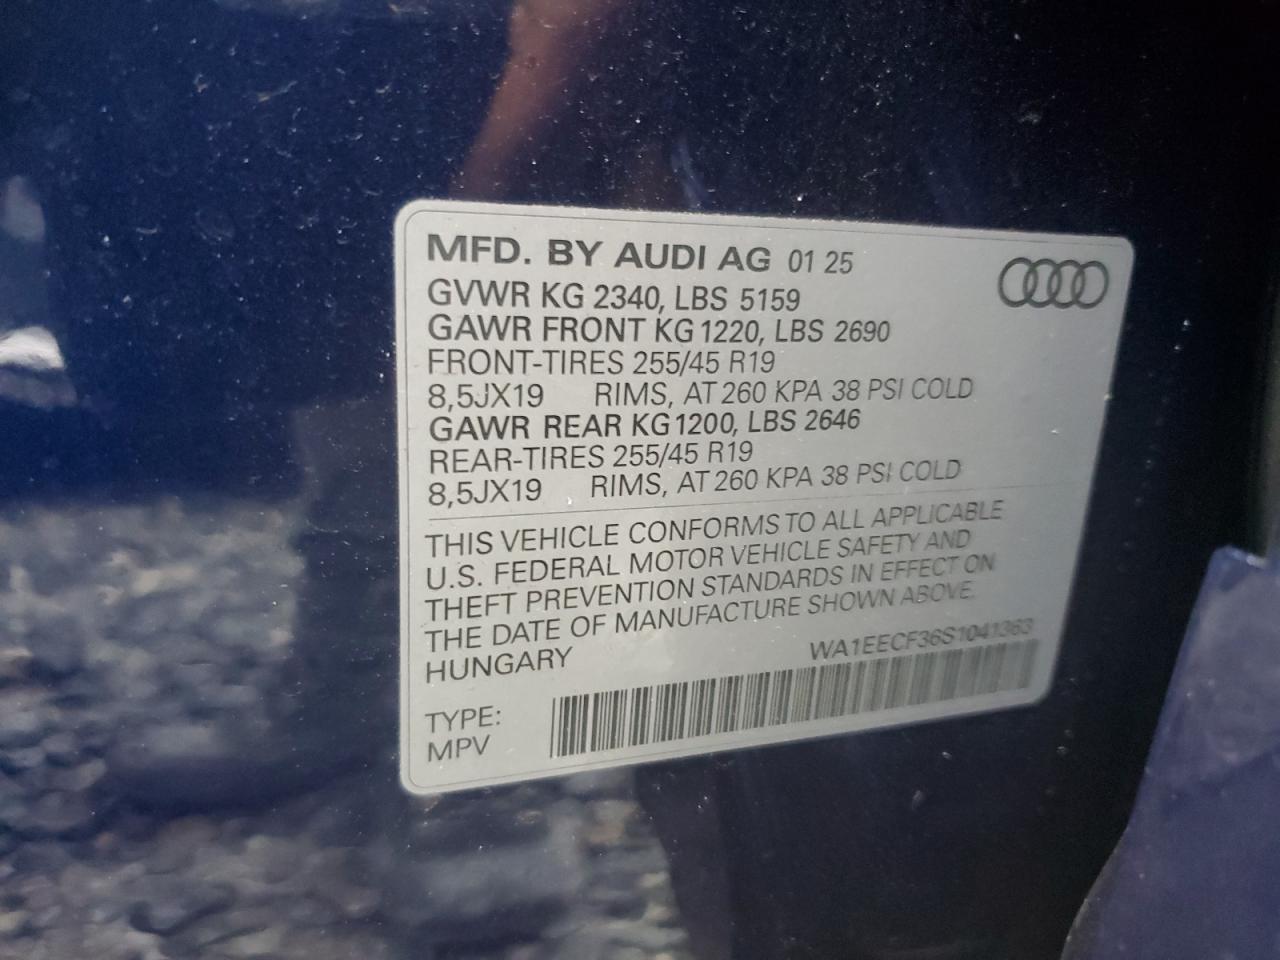 MFD. BY AUDI AG 01 25
GVWR KG 2340, LBS 5159
GAWR FRONT KG 1220, LBS 2690
FRONT-TIRES 255/45 R19
8,5JX19 RIMS, AT 260 KPA 38 PSI COLD
GAWR REAR KG 1200, LBS 2646
REAR-TIRES 255/45 R19
8,5JX19 RIMS, AT 260 KPA 38 PSI COLD
THIS VEHICLE CONFORMS TO ALL APPLICABLE
U.S. FEDERAL MOTOR VEHICLE SAFETY AND
THEFT PREVENTION STANDARDS IN EFFECT ON
THE DATE OF MANUFACTURE SHOWN ABOVE.
HUNGARY WA1EECF36S1041363
TYPE:
MPV